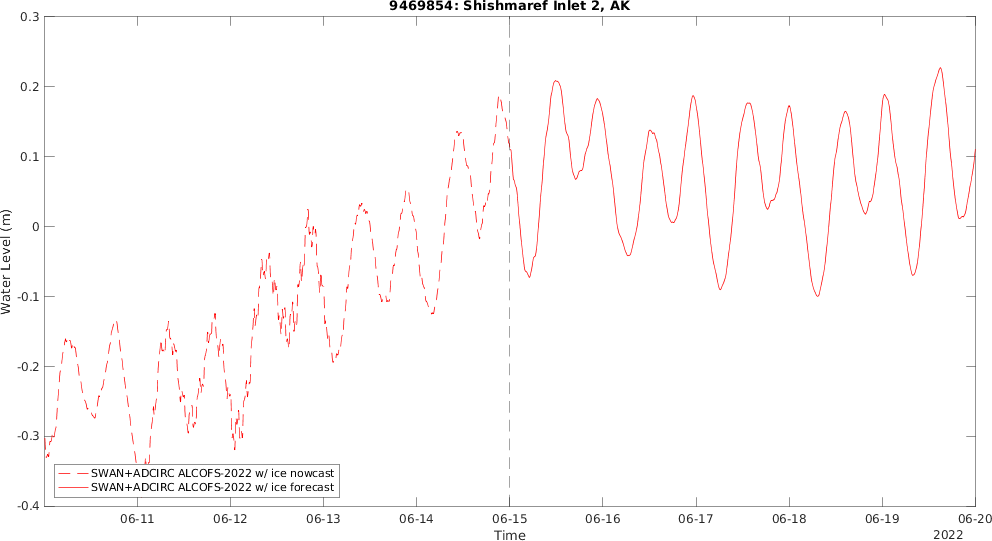 9469854: Shishmaref Inlet 2, AK
0.3
0.2
0.1
0
-0.1
-0.2
-0.3
-0.4
Water Level (m)
SWAN+ADCIRC ALCOFS-2022 w/ ice nowcast
SWAN+ADCIRC ALCOFS-2022 w/ ice forecast
06-11 06-12 06-13 06-14 06-15 06-16 06-17 06-18 06-19 06-20
Time
2022